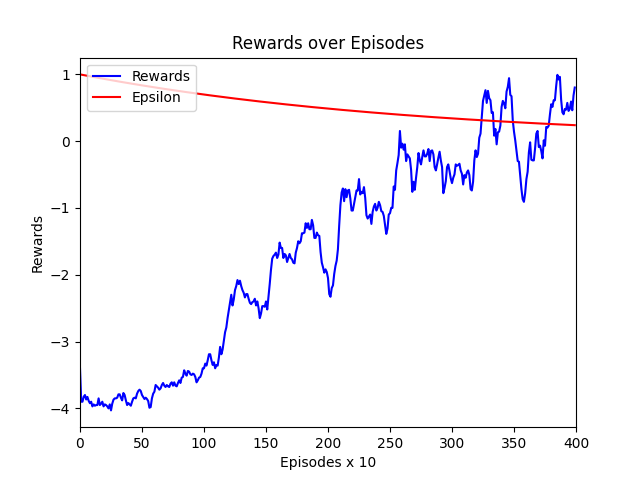 Rewards over Episodes
Rewards
Epsilon
1
0
−1
−2
−3
−4
Rewards
0 50 100 150 200 250 300 350 400
Episodes x 10